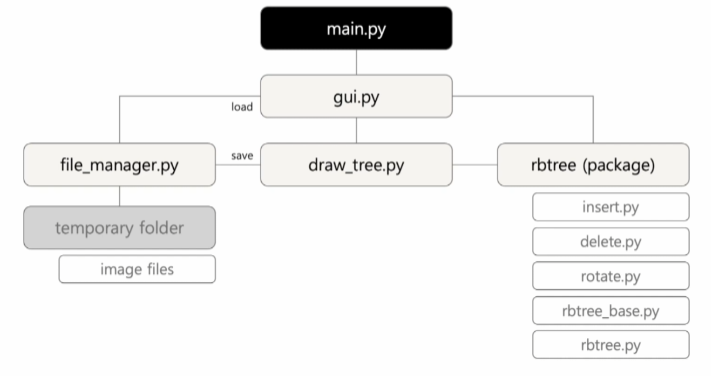 main.py
gui.py
load
file_manager.py
save
draw_tree.py
rbtree (package)
temporary folder
image files
insert.py
delete.py
rotate.py
rbtree_base.py
rbtree.py